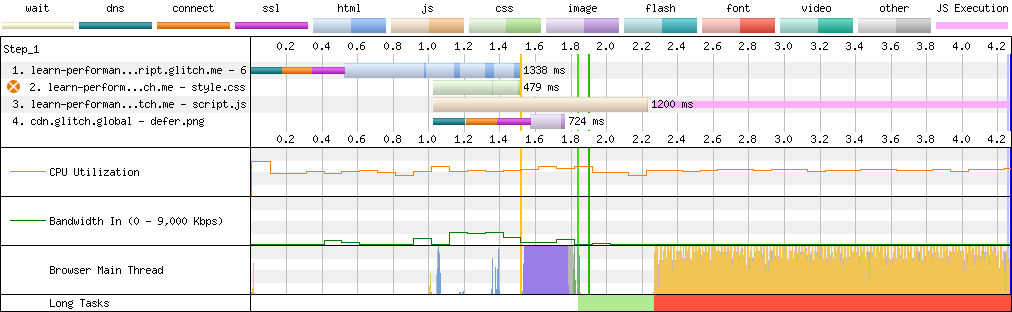 wait dns connect ssl html js css image flash font video other JS Execution
Step_1
0.2 0.4 0.6 0.8 1.0 1.2 1.4 1.6 1.8 2.0 2.2 2.4 2.6 2.8 3.0 3.2 3.4 3.6 3.8 4.0 4.2
1. learn-performan...ript.glitch.me - 6 1338 ms
2. learn-perform...ch.me - style.css 479 ms
3. learn-performan...tch.me - script.js 1200 ms
4. cdn.glitch.global - defer.png 724 ms
0.2 0.4 0.6 0.8 1.0 1.2 1.4 1.6 1.8 2.0 2.2 2.4 2.6 2.8 3.0 3.2 3.4 3.6 3.8 4.0 4.2
CPU Utilization
Bandwidth In (0 - 9,000 Kbps)
Browser Main Thread
Long Tasks